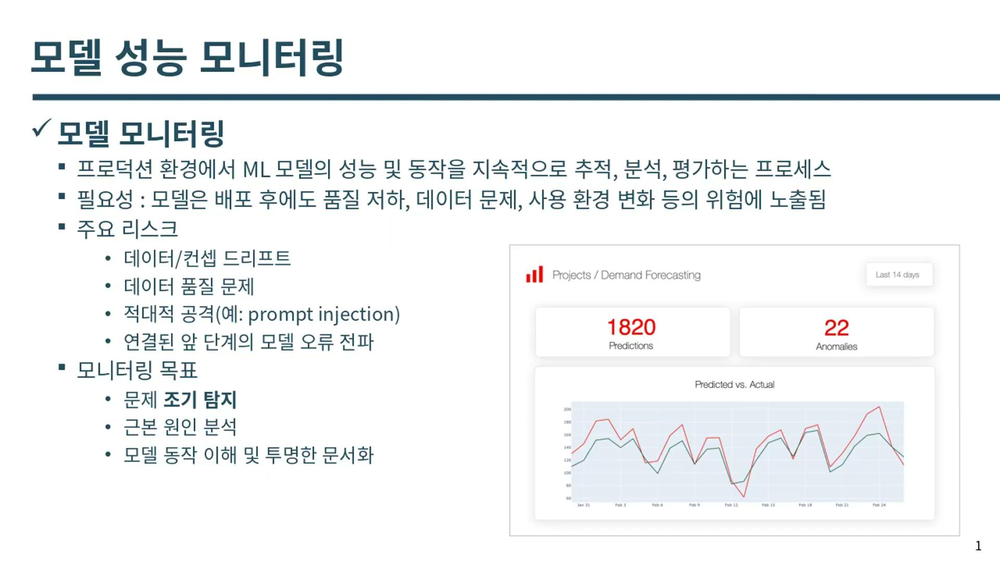 모델 성능 모니터링
✓ 모델 모니터링
▪ 프로덕션 환경에서 ML 모델의 성능 및 동작을 지속적으로 추적, 분석, 평가하는 프로세스
▪ 필요성 : 모델은 배포 후에도 품질 저하, 데이터 문제, 사용 환경 변화 등의 위험에 노출됨
▪ 주요 리스크
• 데이터/컨셉 드리프트
• 데이터 품질 문제
• 적대적 공격(예: prompt injection)
• 연결된 앞 단계의 모델 오류 전파
▪ 모니터링 목표
• 문제 조기 탐지
• 근본 원인 분석
• 모델 동작 이해 및 투명한 문서화
Projects / Demand Forecasting
Last 14 days
1820
Predictions
22
Anomalies
Predicted vs. Actual
200
180
160
140
120
100
80
60
Jan 31 Feb 3 Feb 6 Feb 9 Feb 12 Feb 15 Feb 18 Feb 21 Feb 24
1